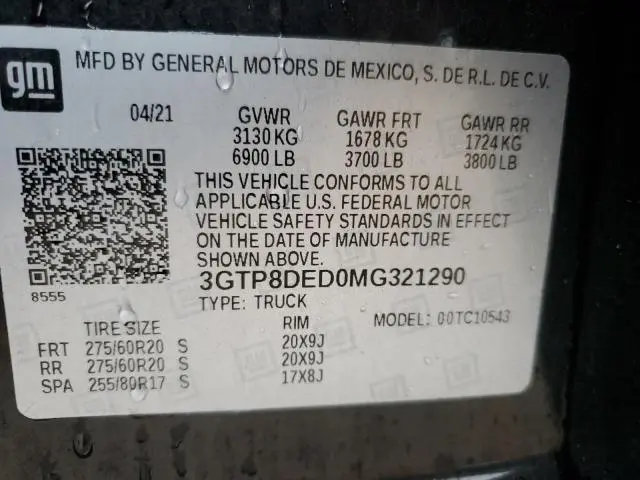 gm MFD BY GENERAL MOTORS DE MEXICO, S. DE R.L. DE C.V.
04/21 GVWR GAWR FRT GAWR RR
3130 KG 1678 KG 1724 KG
6900 LB 3700 LB 3800 LB
THIS VEHICLE CONFORMS TO ALL
APPLICABLE U.S. FEDERAL MOTOR
VEHICLE SAFETY STANDARDS IN EFFECT
ON THE DATE OF MANUFACTURE
SHOWN ABOVE.
8555 3GTP8DED0MG321290
TYPE: TRUCK
TIRE SIZE RIM MODEL: 00TC10543
FRT 275/60R20 S 20X9J
RR 275/60R20 S 20X9J
SPA 255/80R17 S 17X8J